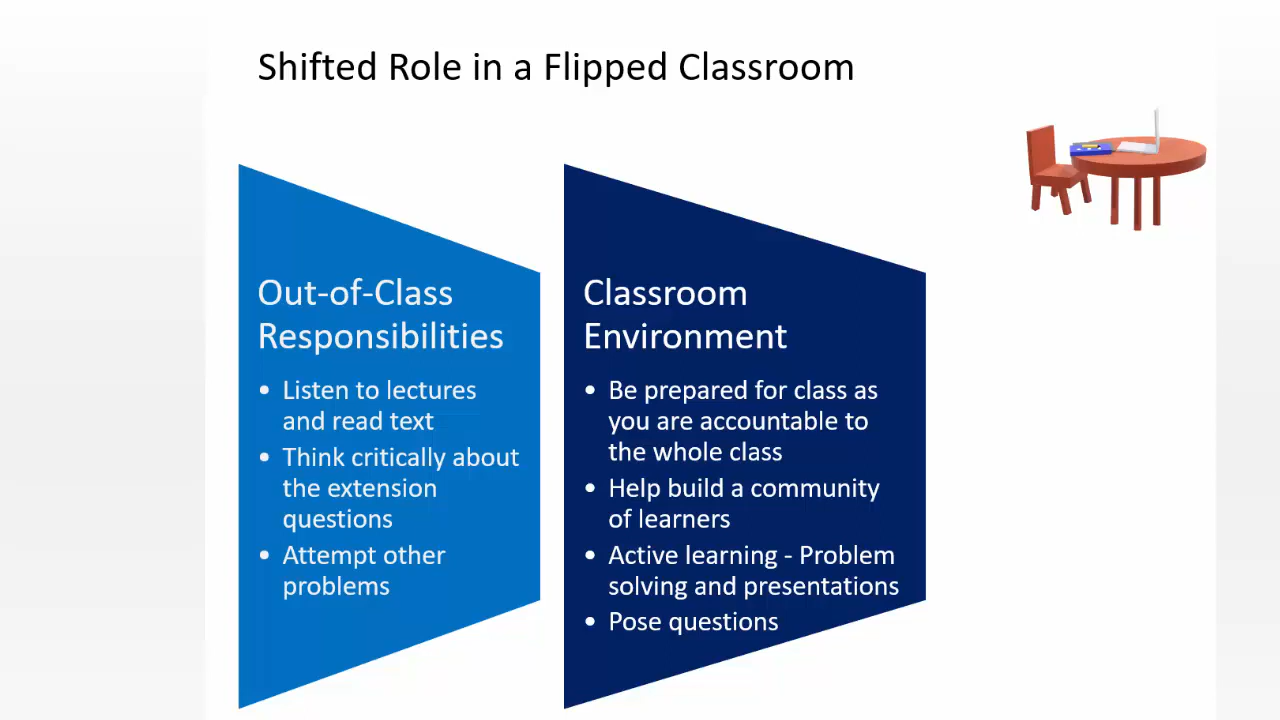 Shifted Role in a Flipped Classroom
Out-of-Class
Responsibilities
• Listen to lectures
and read text
• Think critically about
the extension
questions
• Attempt other
problems
Classroom
Environment
• Be prepared for class as
you are accountable to
the whole class
• Help build a community
of learners
• Active learning - Problem
solving and presentations
• Pose questions